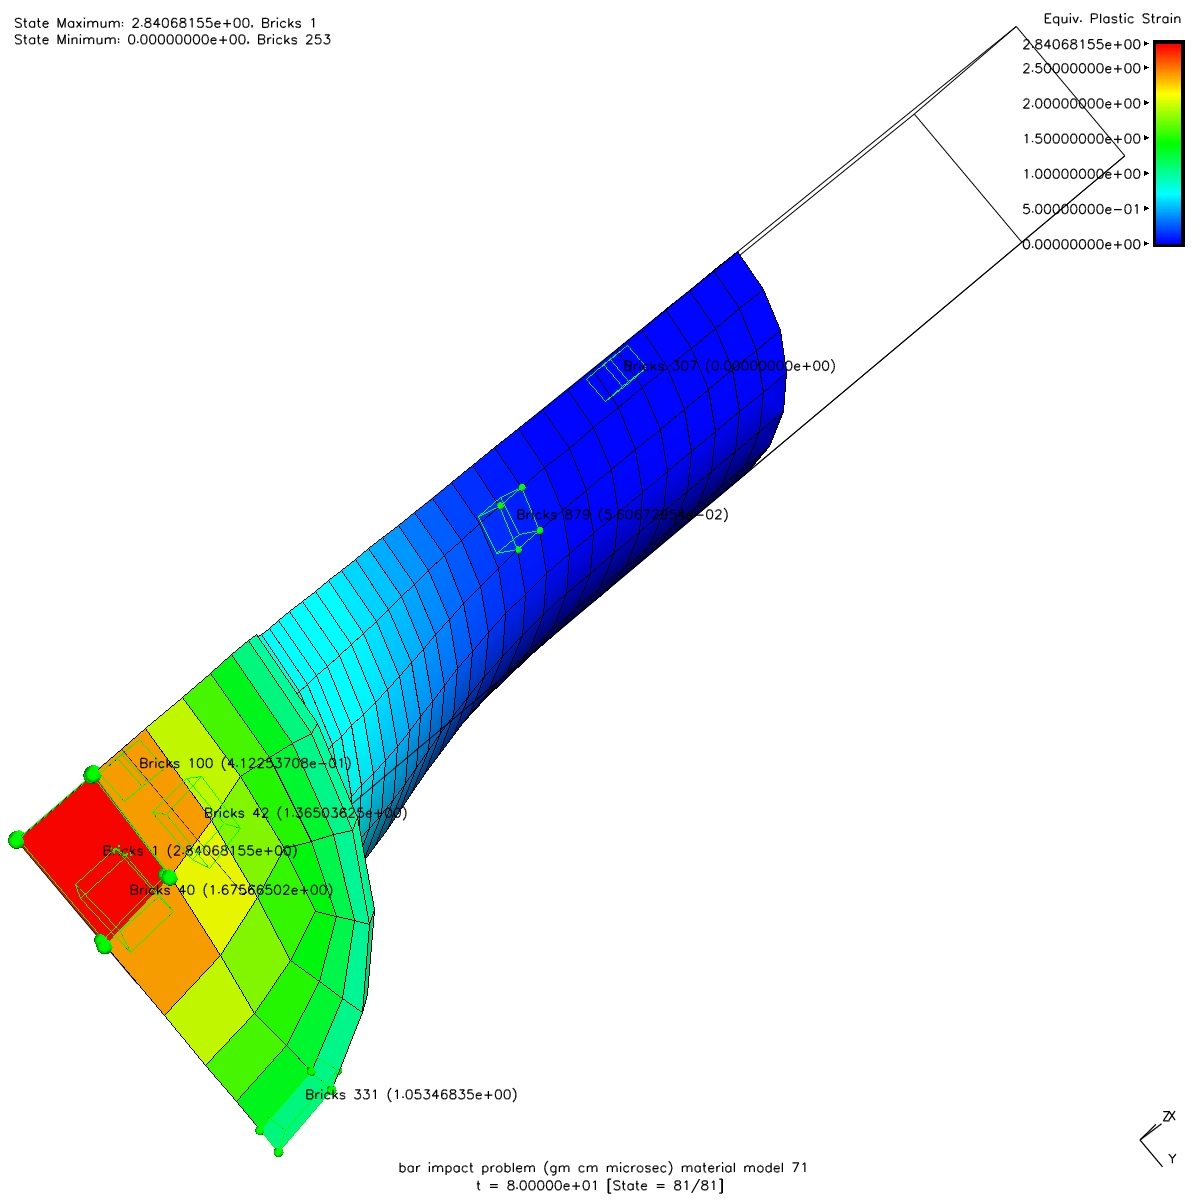 State Maximum: 2.84068155e+00, Bricks 1
State Minimum: 0.00000000e+00, Bricks 253
Equiv. Plastic Strain
2.84068155e+00
2.50000000e+00
2.00000000e+00
1.50000000e+00
1.00000000e+00
5.00000000e-01
0.00000000e+00
Bricks 307 (0.00000000e+00)
Bricks 879
Bricks 100 (4.12253708e-01)
Bricks 42 (1.36503625e+00)
Bricks 1 (2.84068155e+00)
Bricks 40 (1.67566502e+00)
Bricks 331 (1.05346835e+00)
ZX
Y
bar impact problem (gm cm microsec) material model 71
t = 8.00000e+01 [State = 81/81]